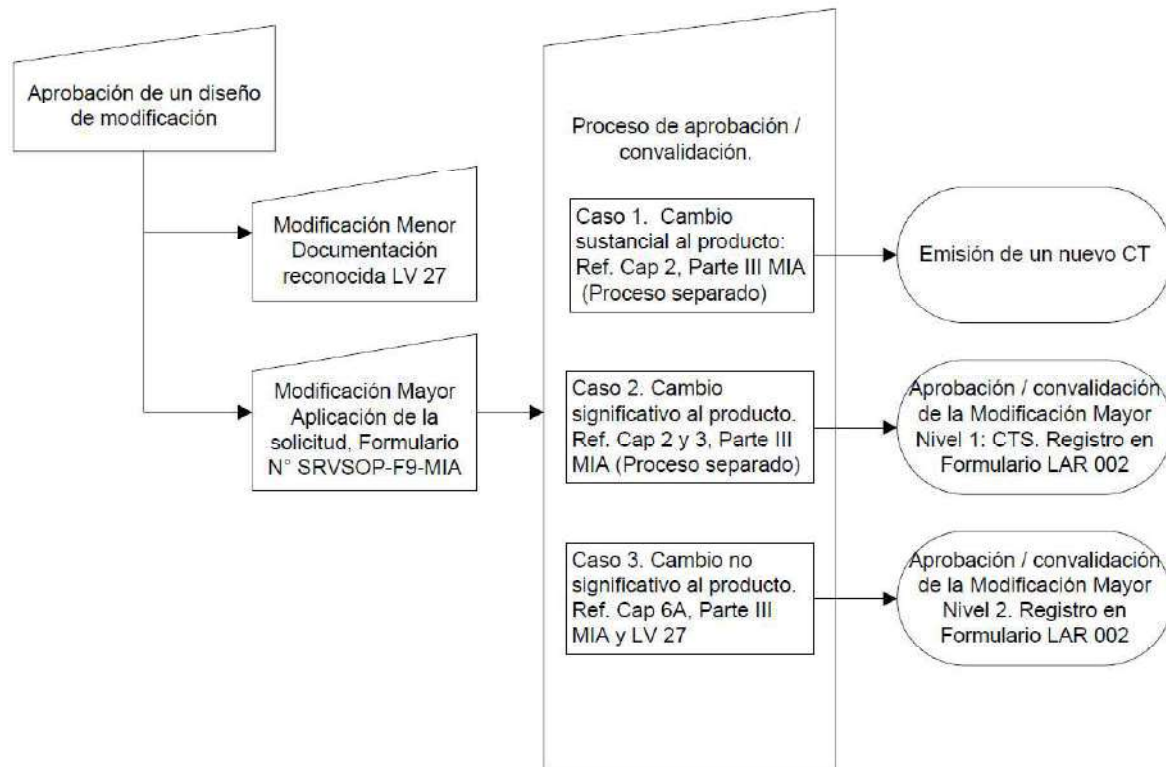 Aprobación de un diseño
de modificación
Modificación Menor
Documentación
reconocida LV 27
Modificación Mayor
Aplicación de la
solicitud, Formulario
N° SRVSOP-F9-MIA
Proceso de aprobación /
convalidación.
Caso 1. Cambio
sustancial al producto:
Ref. Cap 2, Parte III MIA
(Proceso separado)
Emisión de un nuevo CT
Caso 2. Cambio
significativo al producto.
Ref. Cap 2 y 3, Parte III
MIA (Proceso separado)
Aprobación / convalidación
de la Modificación Mayor
Nivel 1: CTS. Registro en
Formulario LAR 002
Caso 3. Cambio no
significativo al producto.
Ref. Cap 6A, Parte III
MIA y LV 27
Aprobación / convalidación
de la Modificación Mayor
Nivel 2. Registro en
Formulario LAR 002